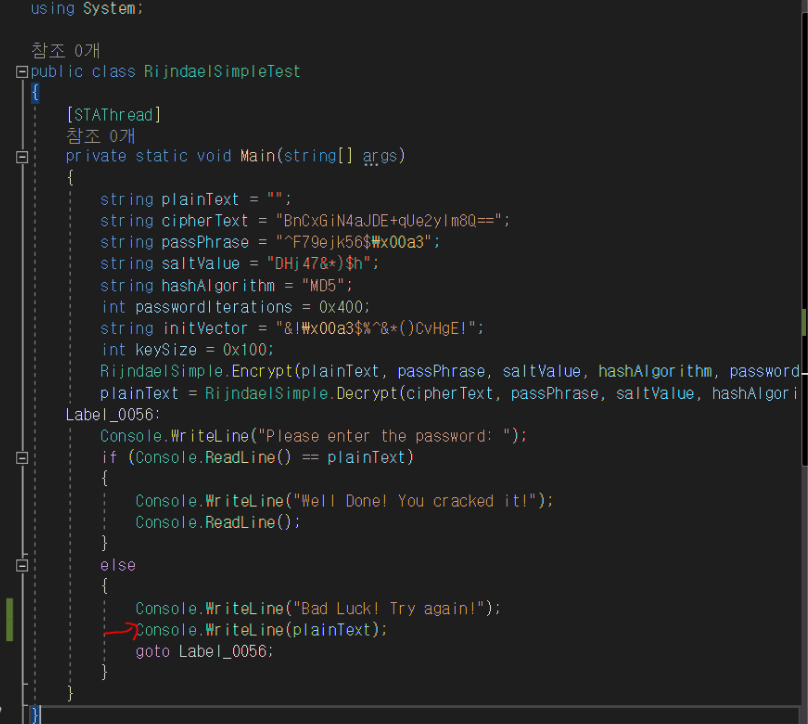 using System;
참조 0개
public class RijndaelSimpleTest
{
[STAThread]
참조 0개
private static void Main(string[] args)
{
string plainText = "";
string cipherText = "BnCxGiN4aJDE+qUe2yIm8Q==";
string passPhrase = "^F79ejk56$₩x00a3";
string saltValue = "DHj47&*)$h";
string hashAlgorithm = "MD5";
int passwordIterations = 0x400;
string initVector = "&!₩x00a3$%^&*()CvHgE!";
int keySize = 0x100;
RijndaelSimple.Encrypt(plainText, passPhrase, saltValue, hashAlgorithm, password
plainText = RijndaelSimple.Decrypt(cipherText, passPhrase, saltValue, hashAlgori
Label_0056:
Console.WriteLine("Please enter the password: ");
if (Console.ReadLine() == plainText)
{
Console.WriteLine("Well Done! You cracked it!");
Console.ReadLine();
}
else
{
Console.WriteLine("Bad Luck! Try again!");
Console.WriteLine(plainText);
goto Label_0056;
}
}
}